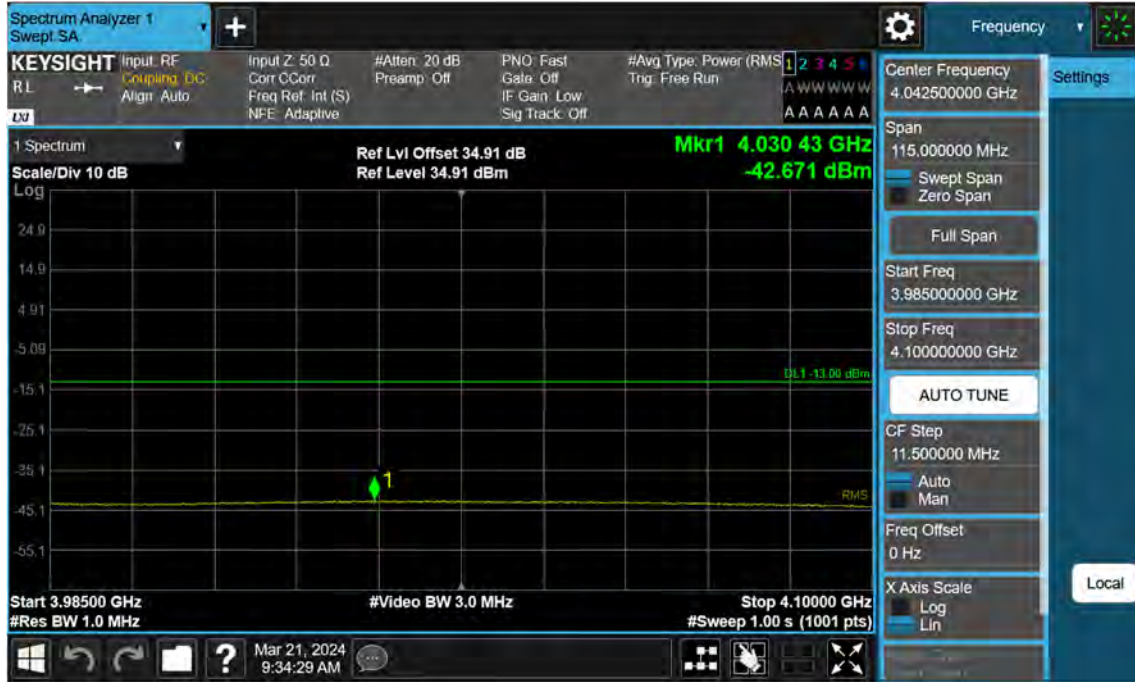 Spectrum Analyzer 1
Swept SA
+
Frequency
KEYSIGHT
RL
LXI
Input: RF
Coupling: DC
Align: Auto
Input Z: 50 Ω
Corr CCorr
Freq Ref: Int (S)
NFE: Adaptive
#Atten: 20 dB
Preamp: Off
PNO: Fast
Gate: Off
IF Gain: Low
Sig Track: Off
#Avg Type: Power (RMS
Trig: Free Run
1 2 3 4 5 6
A W W W W W
A A A A A A
1 Spectrum
Scale/Div 10 dB
Ref Lvl Offset 34.91 dB
Ref Level 34.91 dBm
Mkr1 4.030 43 GHz
-42.671 dBm
Log
24.9
14.9
4.91
-5.09
-15.1
-25.1
-35.1
-45.1
-55.1
DL1 -13.00 dBm
1
RMS
Start 3.98500 GHz
#Res BW 1.0 MHz
#Video BW 3.0 MHz
Stop 4.10000 GHz
#Sweep 1.00 s (1001 pts)
?
Mar 21, 2024
9:34:29 AM
Center Frequency
4.042500000 GHz
Span
115.000000 MHz
Swept Span
Zero Span
Full Span
Start Freq
3.985000000 GHz
Stop Freq
4.100000000 GHz
AUTO TUNE
CF Step
11.500000 MHz
Auto
Man
Freq Offset
0 Hz
X Axis Scale
Log
Lin
Settings
Local